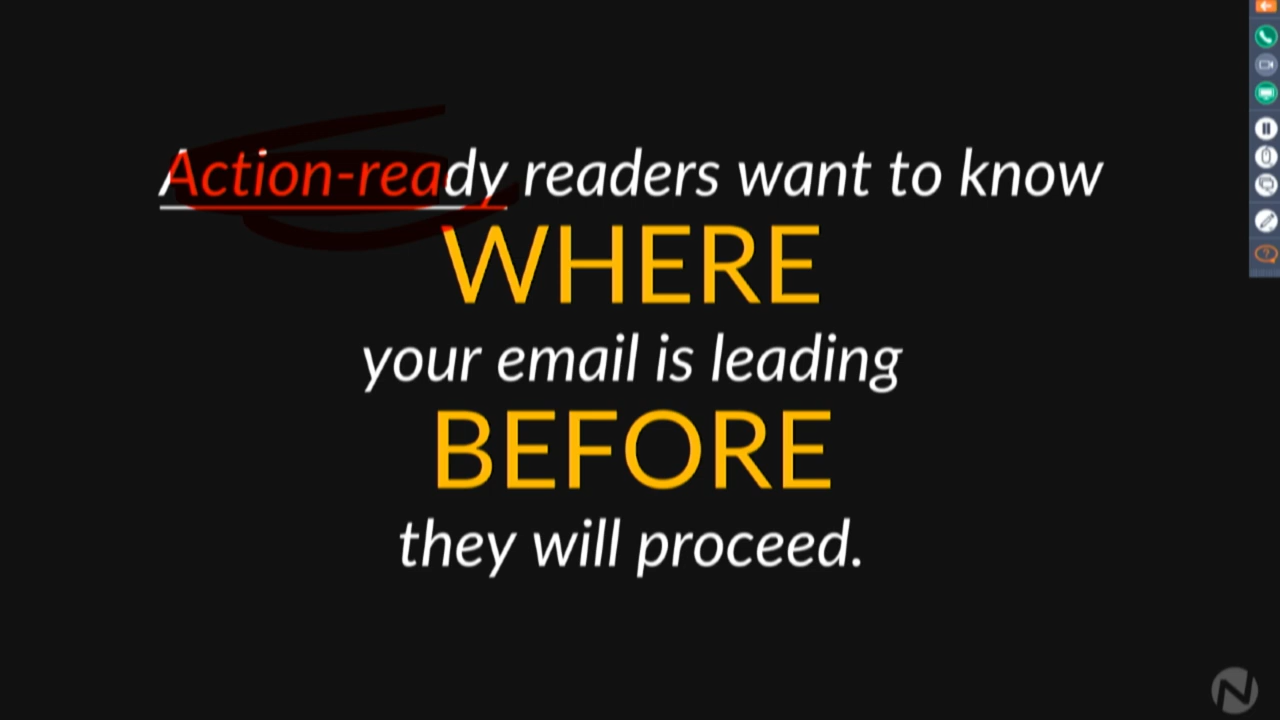 Action-ready readers want to know
WHERE
your email is leading
BEFORE
they will proceed.
N